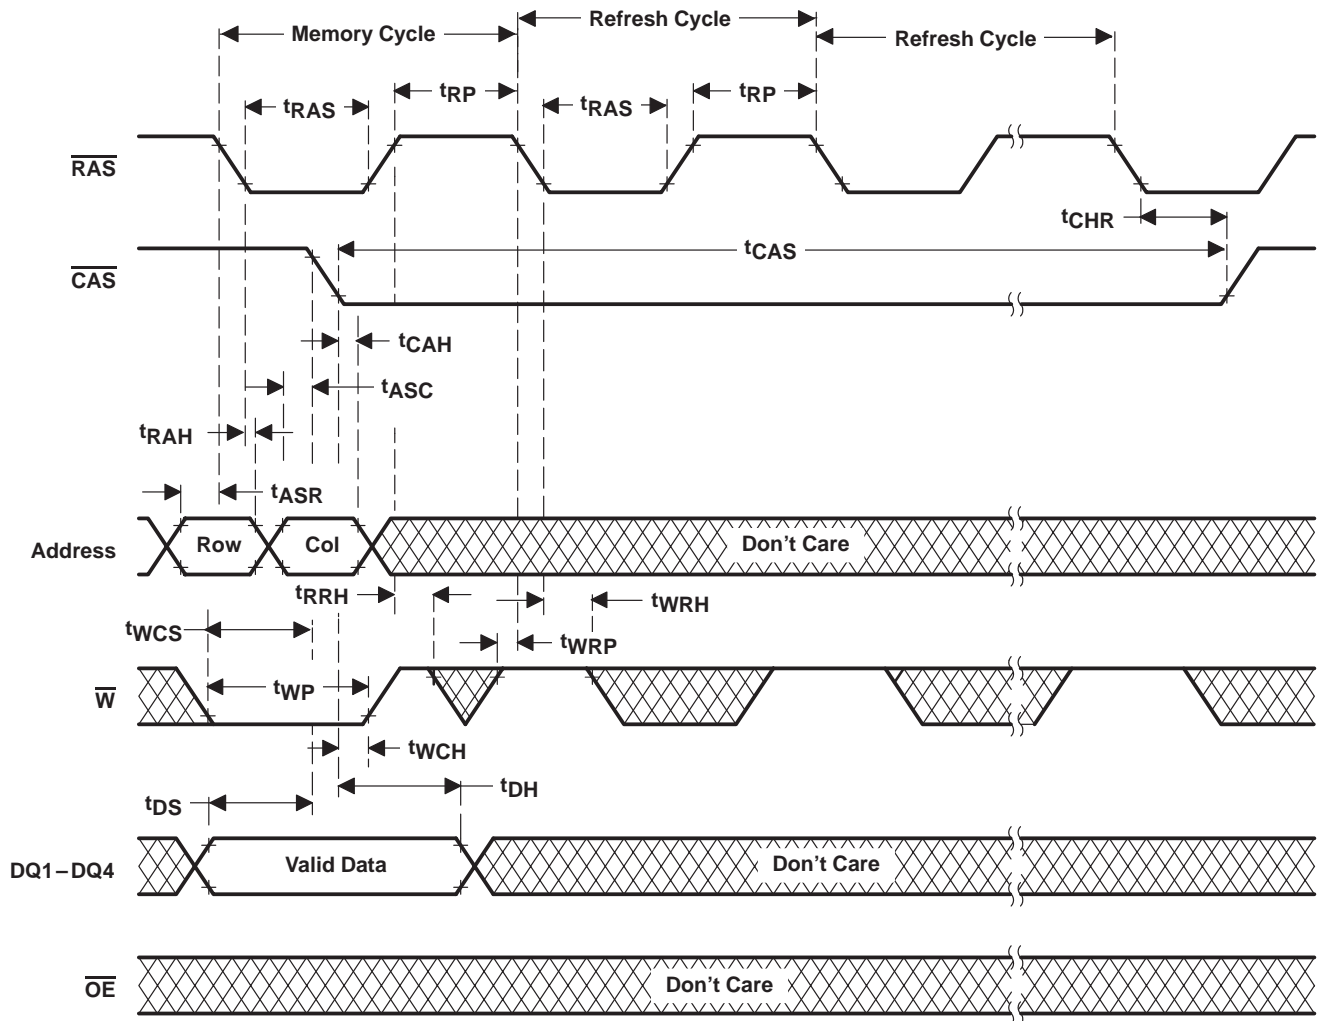 Refresh Cycle
Memory Cycle
Refresh Cycle
tRP
tRP
tRAS
tRAS
RAS
tCHR
tCAS
CAS
tCAH
tASC
tRAH
tASR
Row
Col
Don't Care
Address
tRRH
tWRH
tWCS
tWRP
tWP
W
tWCH
tDH
tDS
Valid Data
Don't Care
DQ1–DQ4
Don't Care
OE